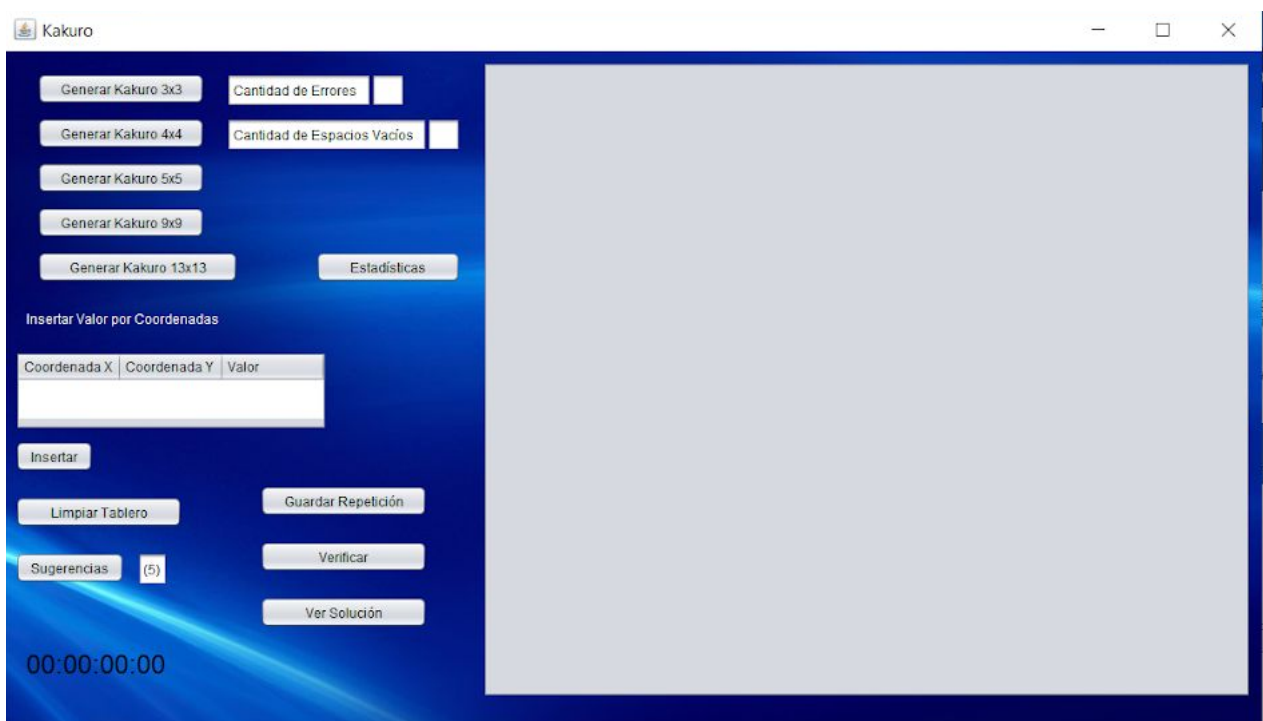 Kakuro
Generar Kakuro 3x3
Cantidad de Errores
Generar Kakuro 4x4
Cantidad de Espacios Vacíos
Generar Kakuro 5x5
Generar Kakuro 9x9
Generar Kakuro 13x13
Estadísticas
Insertar Valor por Coordenadas
Coordenada X Coordenada Y Valor
Insertar
Guardar Repetición
Limpiar Tablero
Verificar
Sugerencias (5)
Ver Solución
00:00:00:00